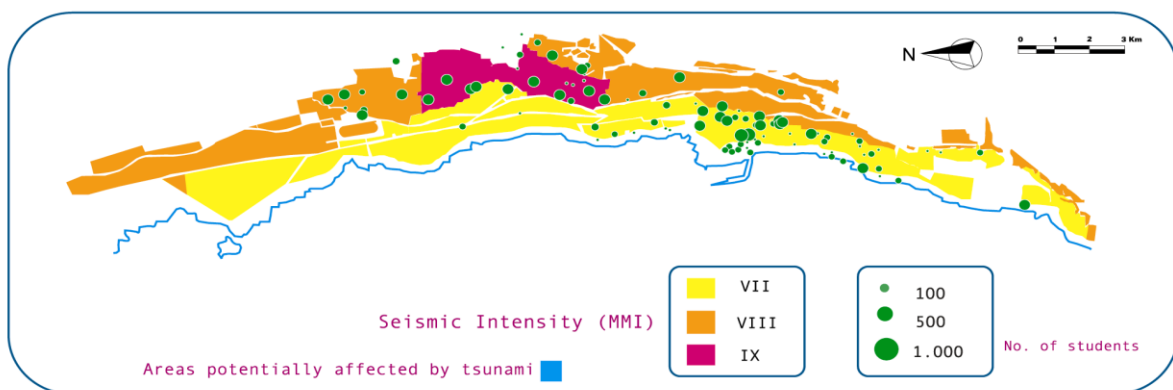 N
0 1 2 3 Km
Seismic Intensity (MMI)
VII
VIII
IX
100
500
1.000
No. of students
Areas potentially affected by tsunami